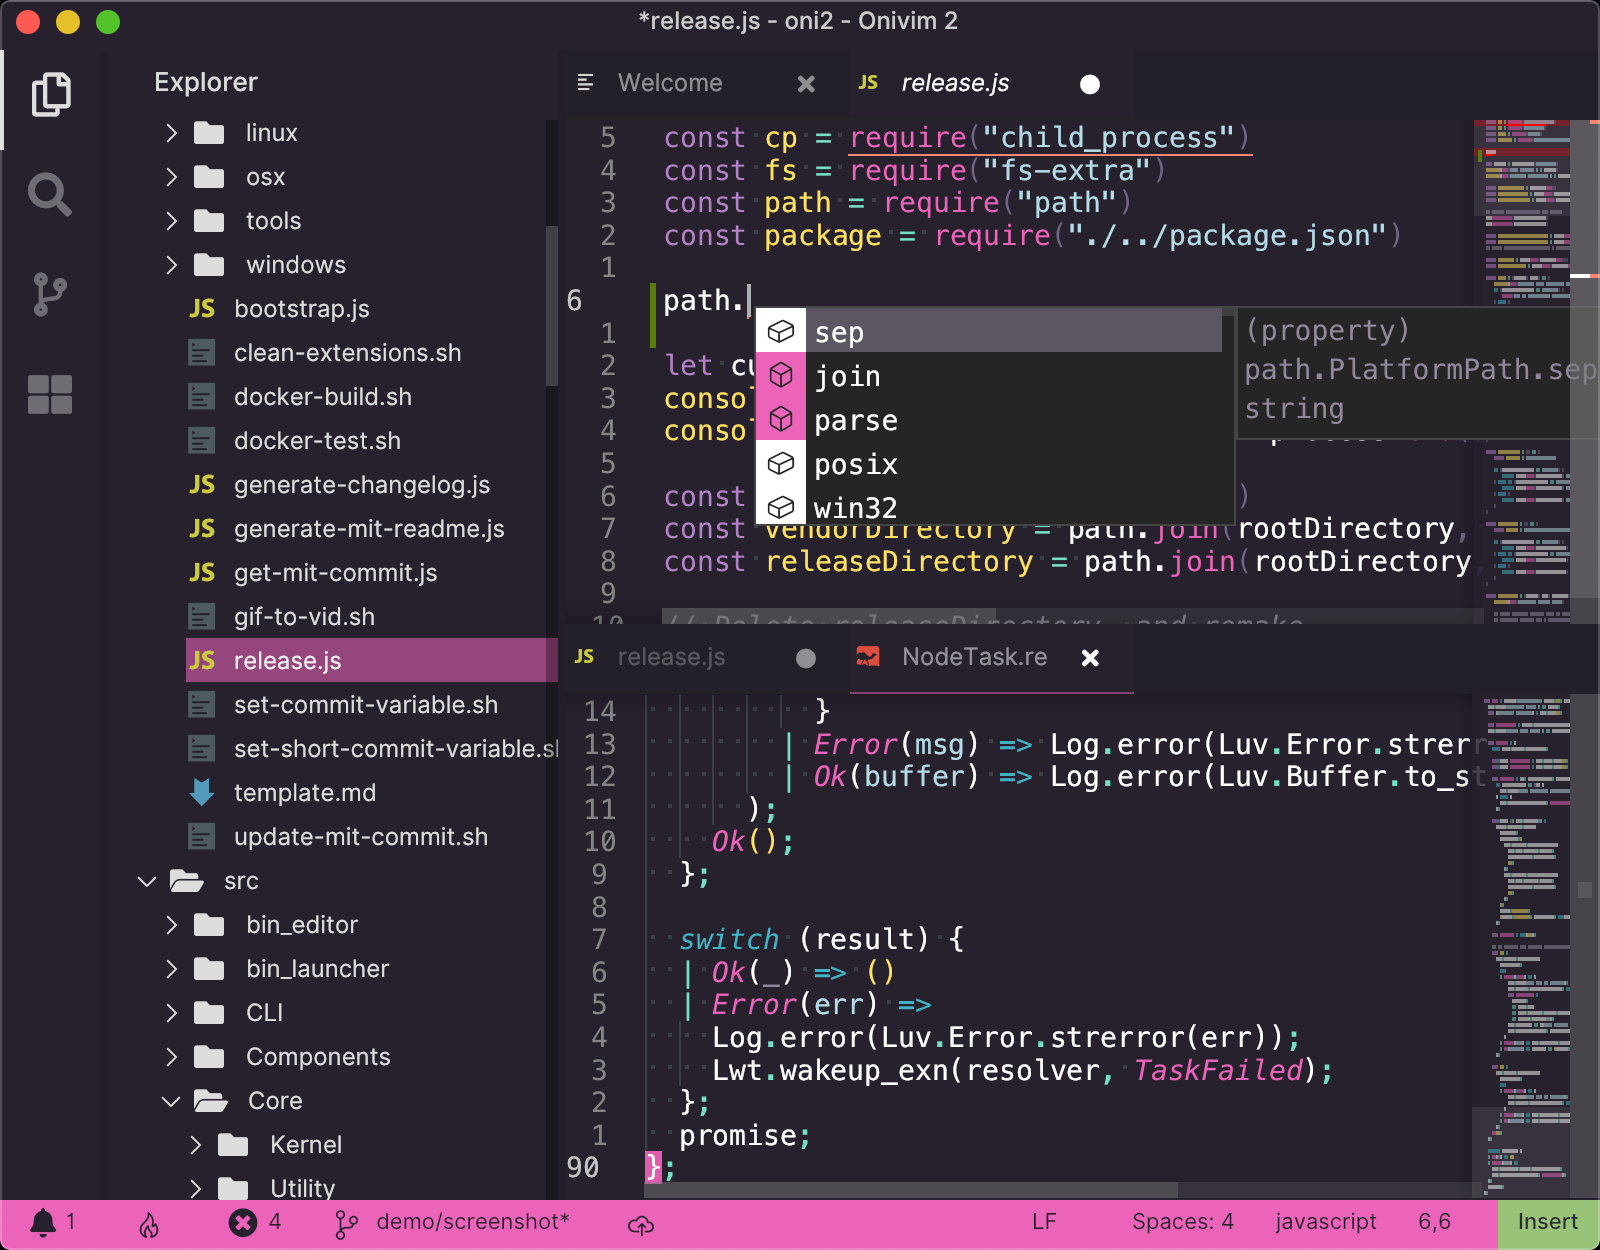 *release.js - oni2 - Onivim 2
Explorer
linux
osx
tools
windows
JS bootstrap.js
clean-extensions.sh
docker-build.sh
docker-test.sh
JS generate-changelog.js
JS generate-mit-readme.js
JS get-mit-commit.js
gif-to-vid.sh
JS release.js
set-commit-variable.sh
set-short-commit-variable.sh
template.md
update-mit-commit.sh
src
bin_editor
bin_launcher
CLI
Components
Core
Kernel
Utility
Welcome
JS release.js
5 const cp = require("child_process")
4 const fs = require("fs-extra")
3 const path = require("path")
2 const package = require("./../package.json")
1
6 path.
1
2 let cu
3 consol
4 consol
5
6 const )
7 const vendorDirectory = path.join(rootDirectory,
8 const releaseDirectory = path.join(rootDirectory,
9
10 // Delete releaseDirectory, and remake
sep
join
parse
posix
win32
(property)
path.PlatformPath.sep
string
JS release.js
NodeTask.re
14 }
13 | Error(msg) => Log.error(Luv.Error.strerr
12 | Ok(buffer) => Log.error(Luv.Buffer.to_st
11 );
10 Ok();
9 };
8
7 switch (result) {
6 | Ok(_) => ()
5 | Error(err) =>
4 Log.error(Luv.Error.strerror(err));
3 Lwt.wakeup_exn(resolver, TaskFailed);
2 };
1 promise;
90 };
1
4
demo/screenshot*
LF
Spaces: 4
javascript
6,6
Insert